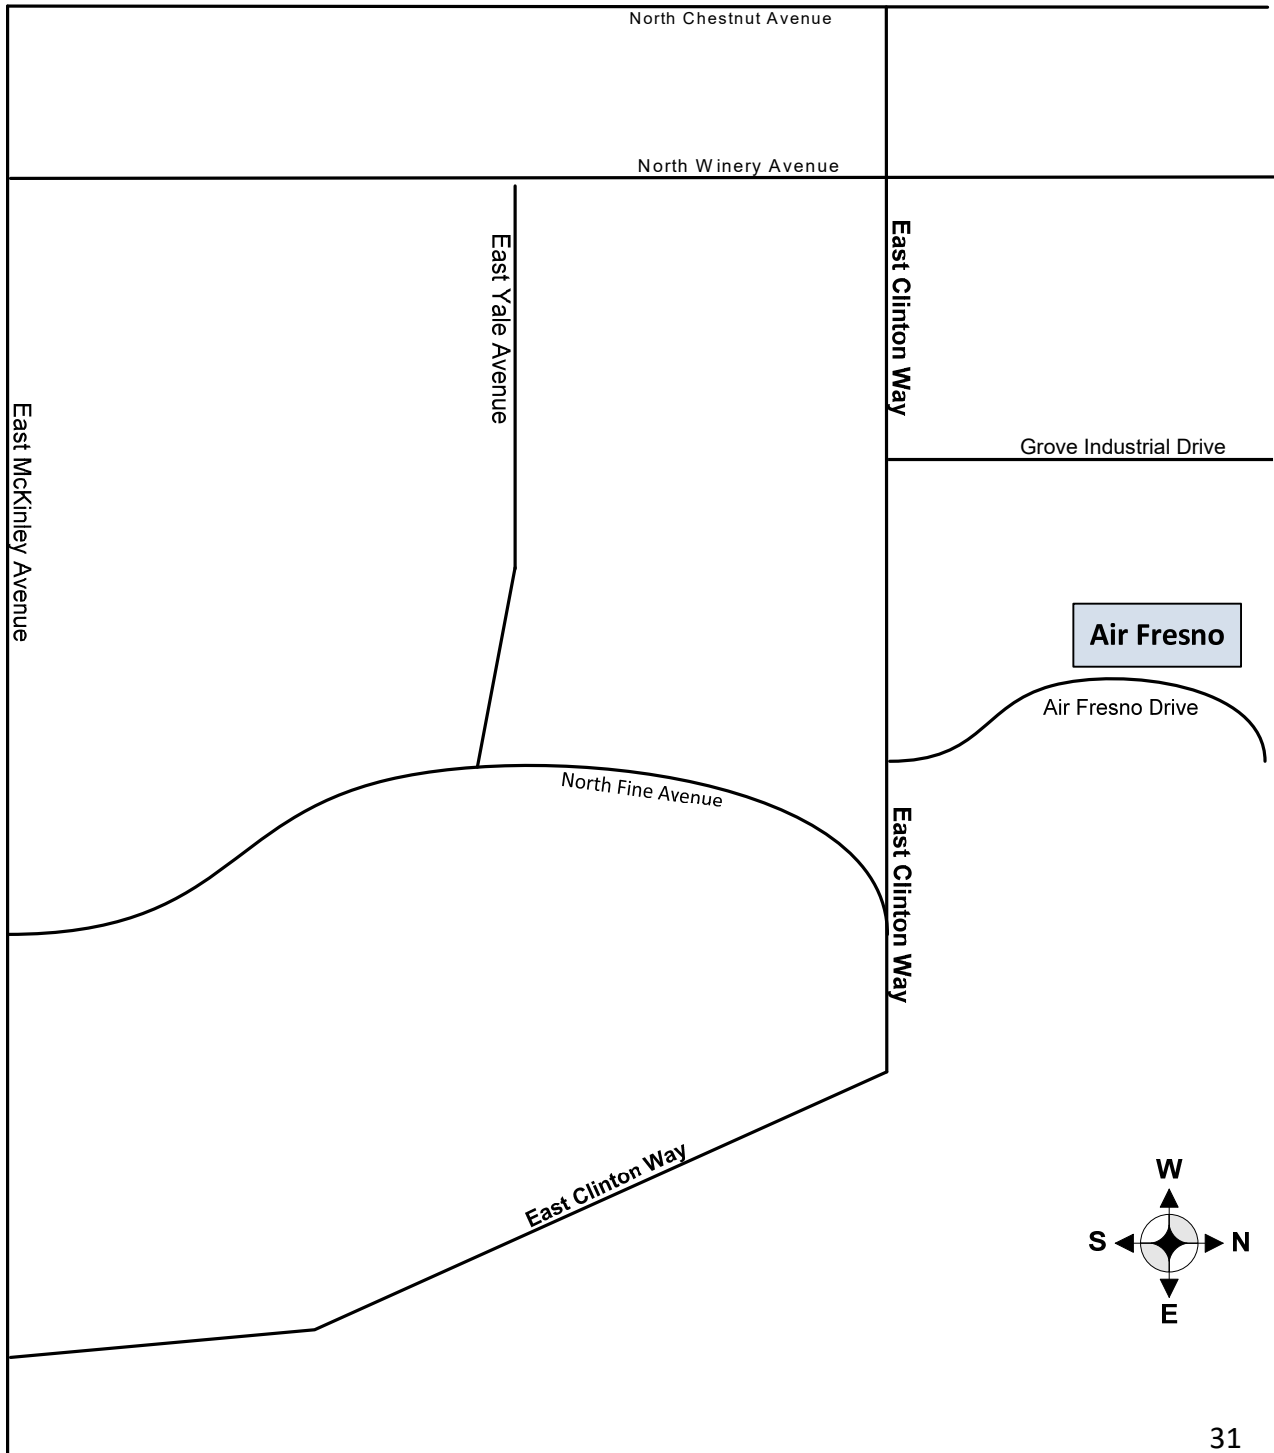 North Chestnut Avenue
North Winery Avenue
East Clinton Way
East Yale Avenue
East McKinley Avenue
Grove Industrial Drive
Air Fresno
Air Fresno Drive
North Fine Avenue
East Clinton Way
East Clinton Way
W
S
N
E
31